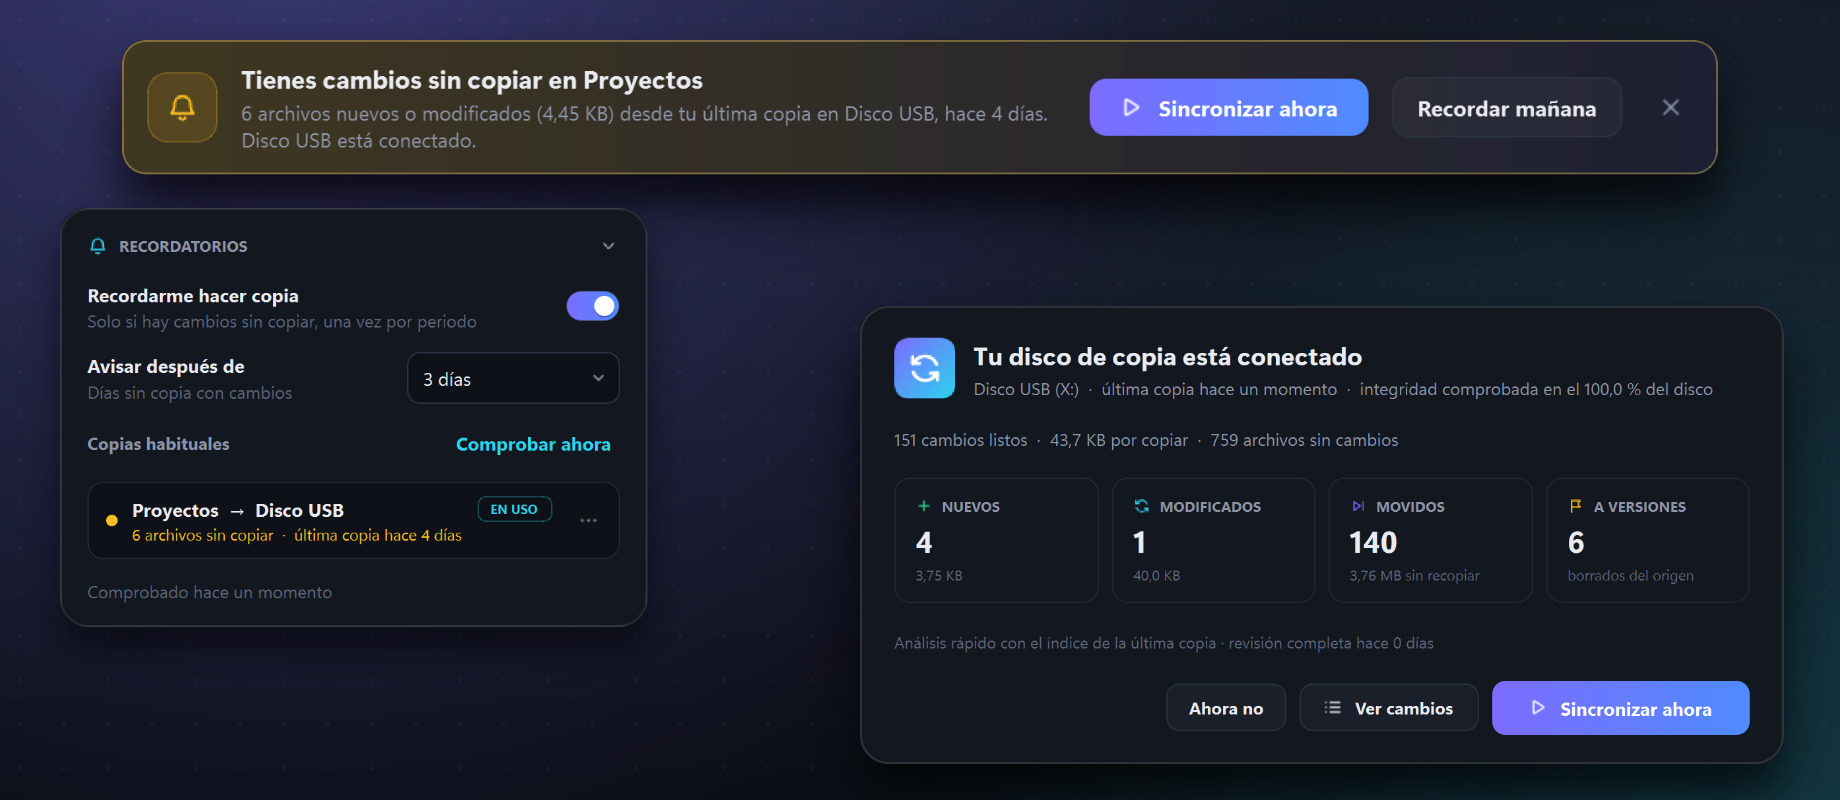 Tienes cambios sin copiar en Proyectos
6 archivos nuevos o modificados (4,45 KB) desde tu última copia en Disco USB, hace 4 días.
Disco USB está conectado.
Sincronizar ahora
Recordar mañana
RECORDATORIOS
Recordarme hacer copia
Solo si hay cambios sin copiar, una vez por periodo
Avisar después de
Días sin copia con cambios
3 días
Copias habituales
Comprobar ahora
Proyectos → Disco USB
EN USO
6 archivos sin copiar · última copia hace 4 días
Comprobado hace un momento
Tu disco de copia está conectado
Disco USB (X:) · última copia hace un momento · integridad comprobada en el 100,0 % del disco
151 cambios listos · 43,7 KB por copiar · 759 archivos sin cambios
NUEVOS
4
3,75 KB
MODIFICADOS
1
40,0 KB
MOVIDOS
140
3,76 MB sin recopiar
A VERSIONES
6
borrados del origen
Análisis rápido con el índice de la última copia · revisión completa hace 0 días
Ahora no
Ver cambios
Sincronizar ahora